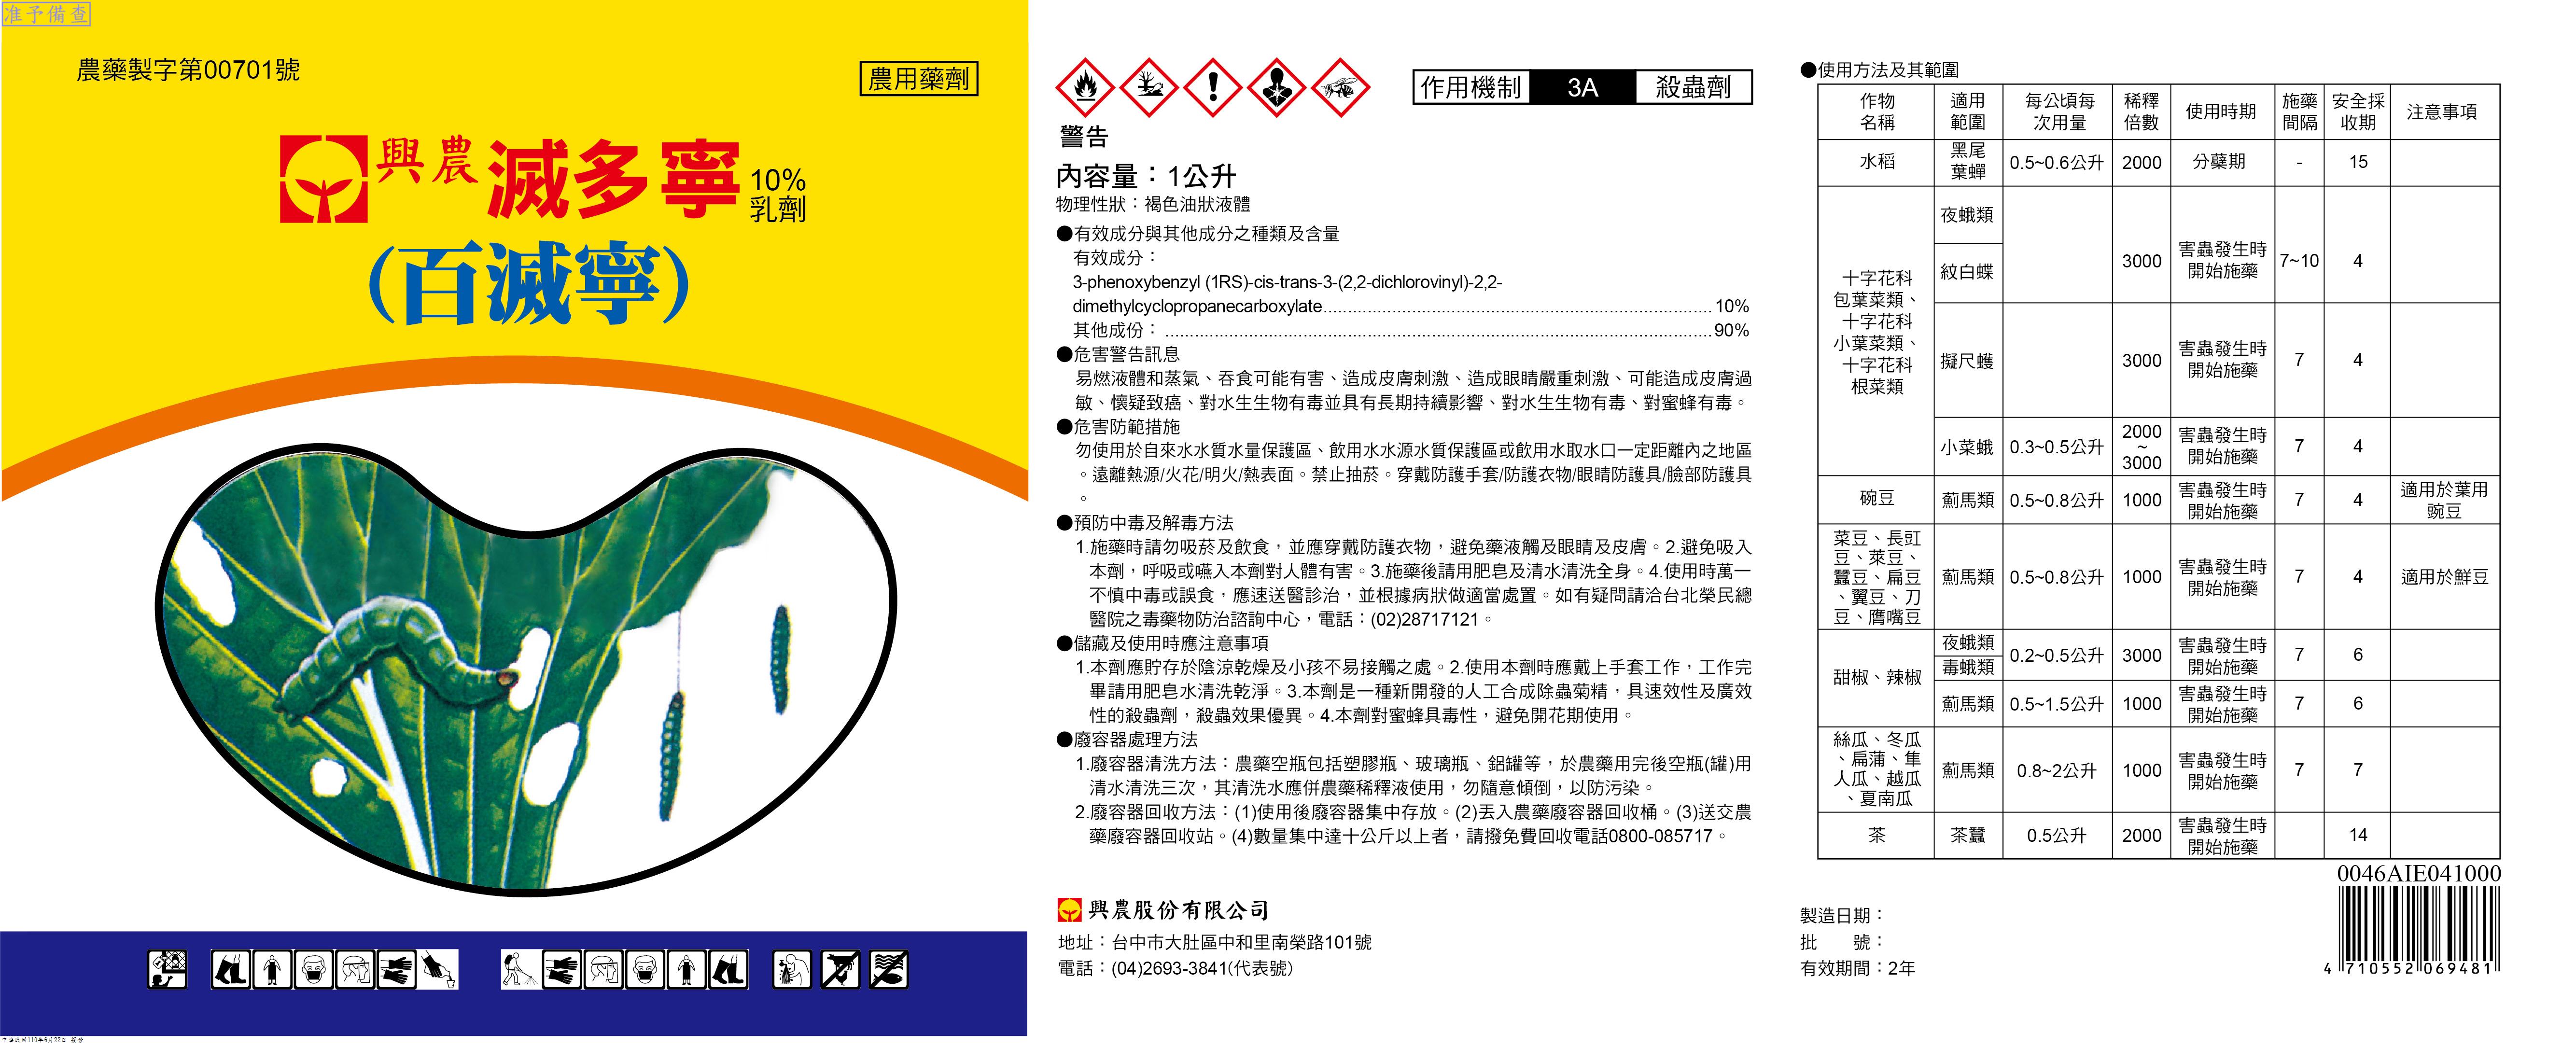 准予備查
農藥製字第00701號
農用藥劑
興農 滅多寧 10%
乳劑
(百滅寧)
中華民國110年6月22日 簽發
作用機制 3A 殺蟲劑
警告
內容量：1公升
物理性狀：褐色油狀液體
●有效成分與其他成分之種類及含量
有效成分：
3-phenoxybenzyl (1RS)-cis-trans-3-(2,2-dichlorovinyl)-2,2-
dimethylcyclopropanecarboxylate................................................................................ 10%
其他成份：................................................................................................................. 90%
●危害警告訊息
易燃液體和蒸氣、吞食可能有害、造成皮膚刺激、造成眼睛嚴重刺激、可能造成皮膚過
敏、懷疑致癌、對水生生物有毒並具有長期持續影響、對水生生物有毒、對蜜蜂有毒。
●危害防範措施
勿使用於自來水水質水量保護區、飲用水水源水質保護區或飲用水取水口一定距離內之地區
。遠離熱源/火花/明火/熱表面。禁止抽菸。穿戴防護手套/防護衣物/眼睛防護具/臉部防護具
。
●預防中毒及解毒方法
1.施藥時請勿吸菸及飲食，並應穿戴防護衣物，避免藥液觸及眼睛及皮膚。2.避免吸入
本劑，呼吸或嚥入本劑對人體有害。3.施藥後請用肥皂及清水清洗全身。4.使用時萬一
不慎中毒或誤食，應速送醫診治，並根據病狀做適當處置。如有疑問請洽台北榮民總
醫院之毒藥物防治諮詢中心，電話：(02)28717121。
●儲藏及使用時應注意事項
1.本劑應貯存於陰涼乾燥及小孩不易接觸之處。2.使用本劑時應戴上手套工作，工作完
畢請用肥皂水清洗乾淨。3.本劑是一種新開發的人工合成除蟲菊精，具速效性及廣效
性的殺蟲劑，殺蟲效果優異。4.本劑對蜜蜂具毒性，避免開花期使用。
●廢容器處理方法
1.廢容器清洗方法：農藥空瓶包括塑膠瓶、玻璃瓶、鋁罐等，於農藥用完後空瓶(罐)用
清水清洗三次，其清洗水應併農藥稀釋液使用，勿隨意傾倒，以防污染。
2.廢容器回收方法：(1)使用後廢容器集中存放。(2)丟入農藥廢容器回收桶。(3)送交農
藥廢容器回收站。(4)數量集中達十公斤以上者，請撥免費回收電話0800-085717。
興農股份有限公司
地址：台中市大肚區中和里南榮路101號
電話：(04)2693-3841(代表號)
●使用方法及其範圍
作物名稱 適用範圍 每公頃每次用量 稀釋倍數 使用時期 施藥間隔 安全採收期 注意事項
水稻 黑尾葉蟬 0.5~0.6公升 2000 分蘗期 - 15
十字花科
包葉菜類、
十字花科
小葉菜類、
十字花科
根菜類
夜蛾類
紋白蝶
3000 害蟲發生時開始施藥 7~10 4
擬尺蠖 3000 害蟲發生時開始施藥 7 4
小菜蛾 0.3~0.5公升 2000~3000 害蟲發生時開始施藥 7 4
碗豆 薊馬類 0.5~0.8公升 1000 害蟲發生時開始施藥 7 4 適用於葉用豌豆
菜豆、長豇
豆、萊豆、
蠶豆、扁豆
、翼豆、刀
豆、鷹嘴豆
薊馬類 0.5~0.8公升 1000 害蟲發生時開始施藥 7 4 適用於鮮豆
甜椒、辣椒
夜蛾類
毒蛾類
0.2~0.5公升 3000 害蟲發生時開始施藥 7 6
薊馬類 0.5~1.5公升 1000 害蟲發生時開始施藥 7 6
絲瓜、冬瓜
、扁蒲、隼
人瓜、越瓜
、夏南瓜
薊馬類 0.8~2公升 1000 害蟲發生時開始施藥 7 7
茶 茶蠶 0.5公升 2000 害蟲發生時開始施藥 14
0046AIE041000
製造日期：
批　　號：
有效期間：2年
4 710552 069481